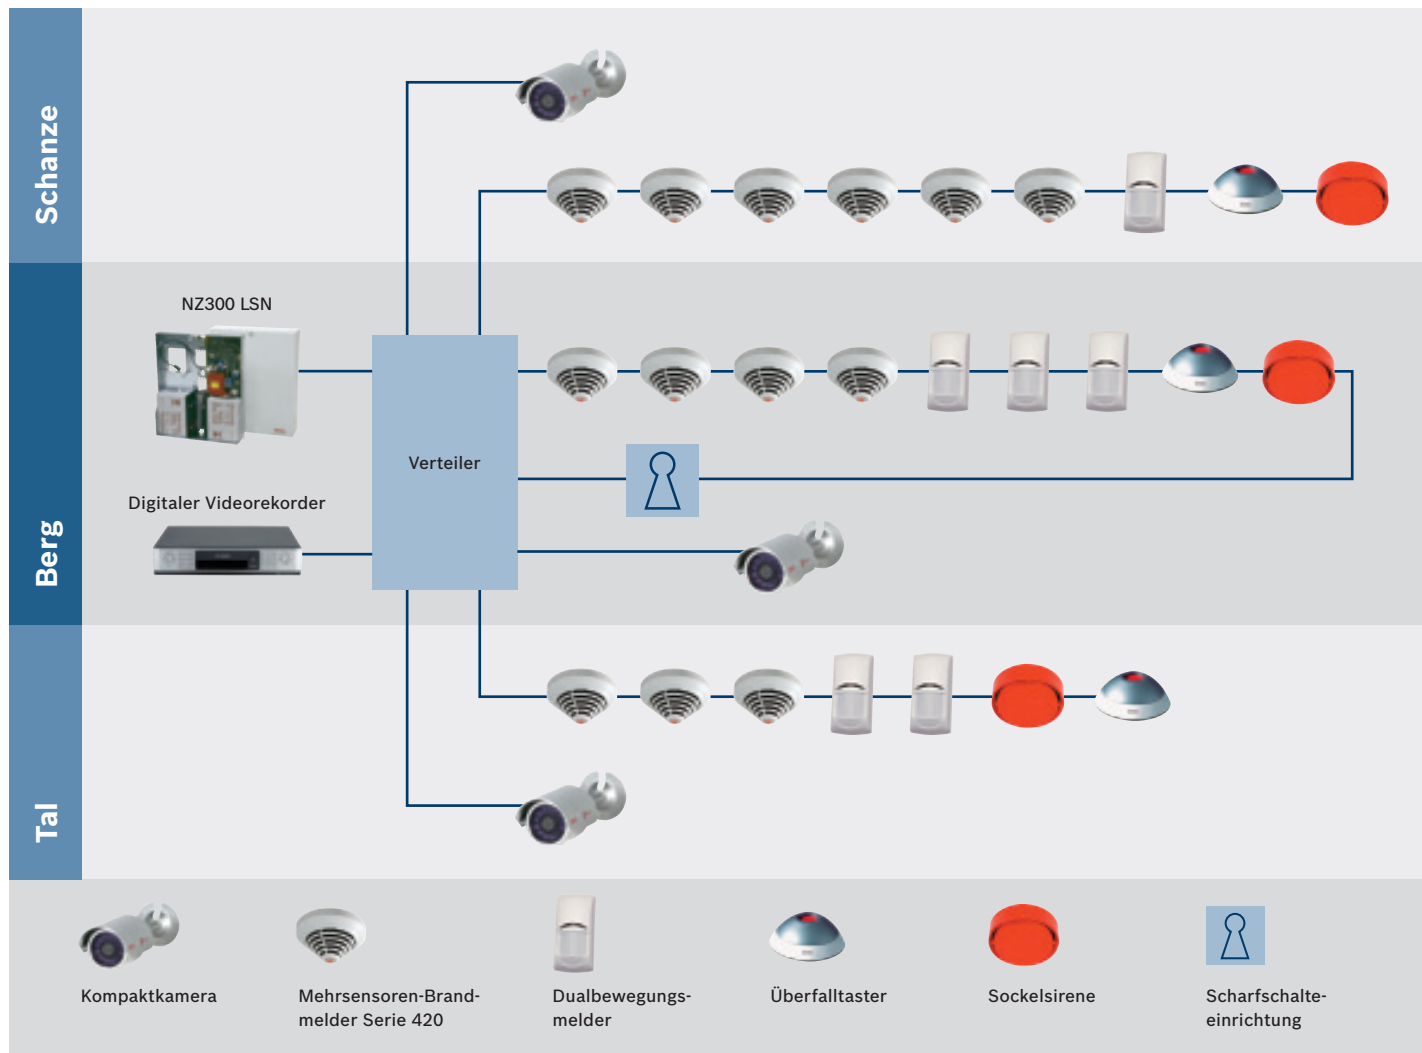 Schanze
NZ300 LSN
Verteiler
Digitaler Videorekorder
Berg
Tal
Kompaktkamera
Mehrsensoren-Brand-
melder Serie 420
Dualbewegungs-
melder
Überfalltaster
Sockelsirene
Scharfschalte-
einrichtung